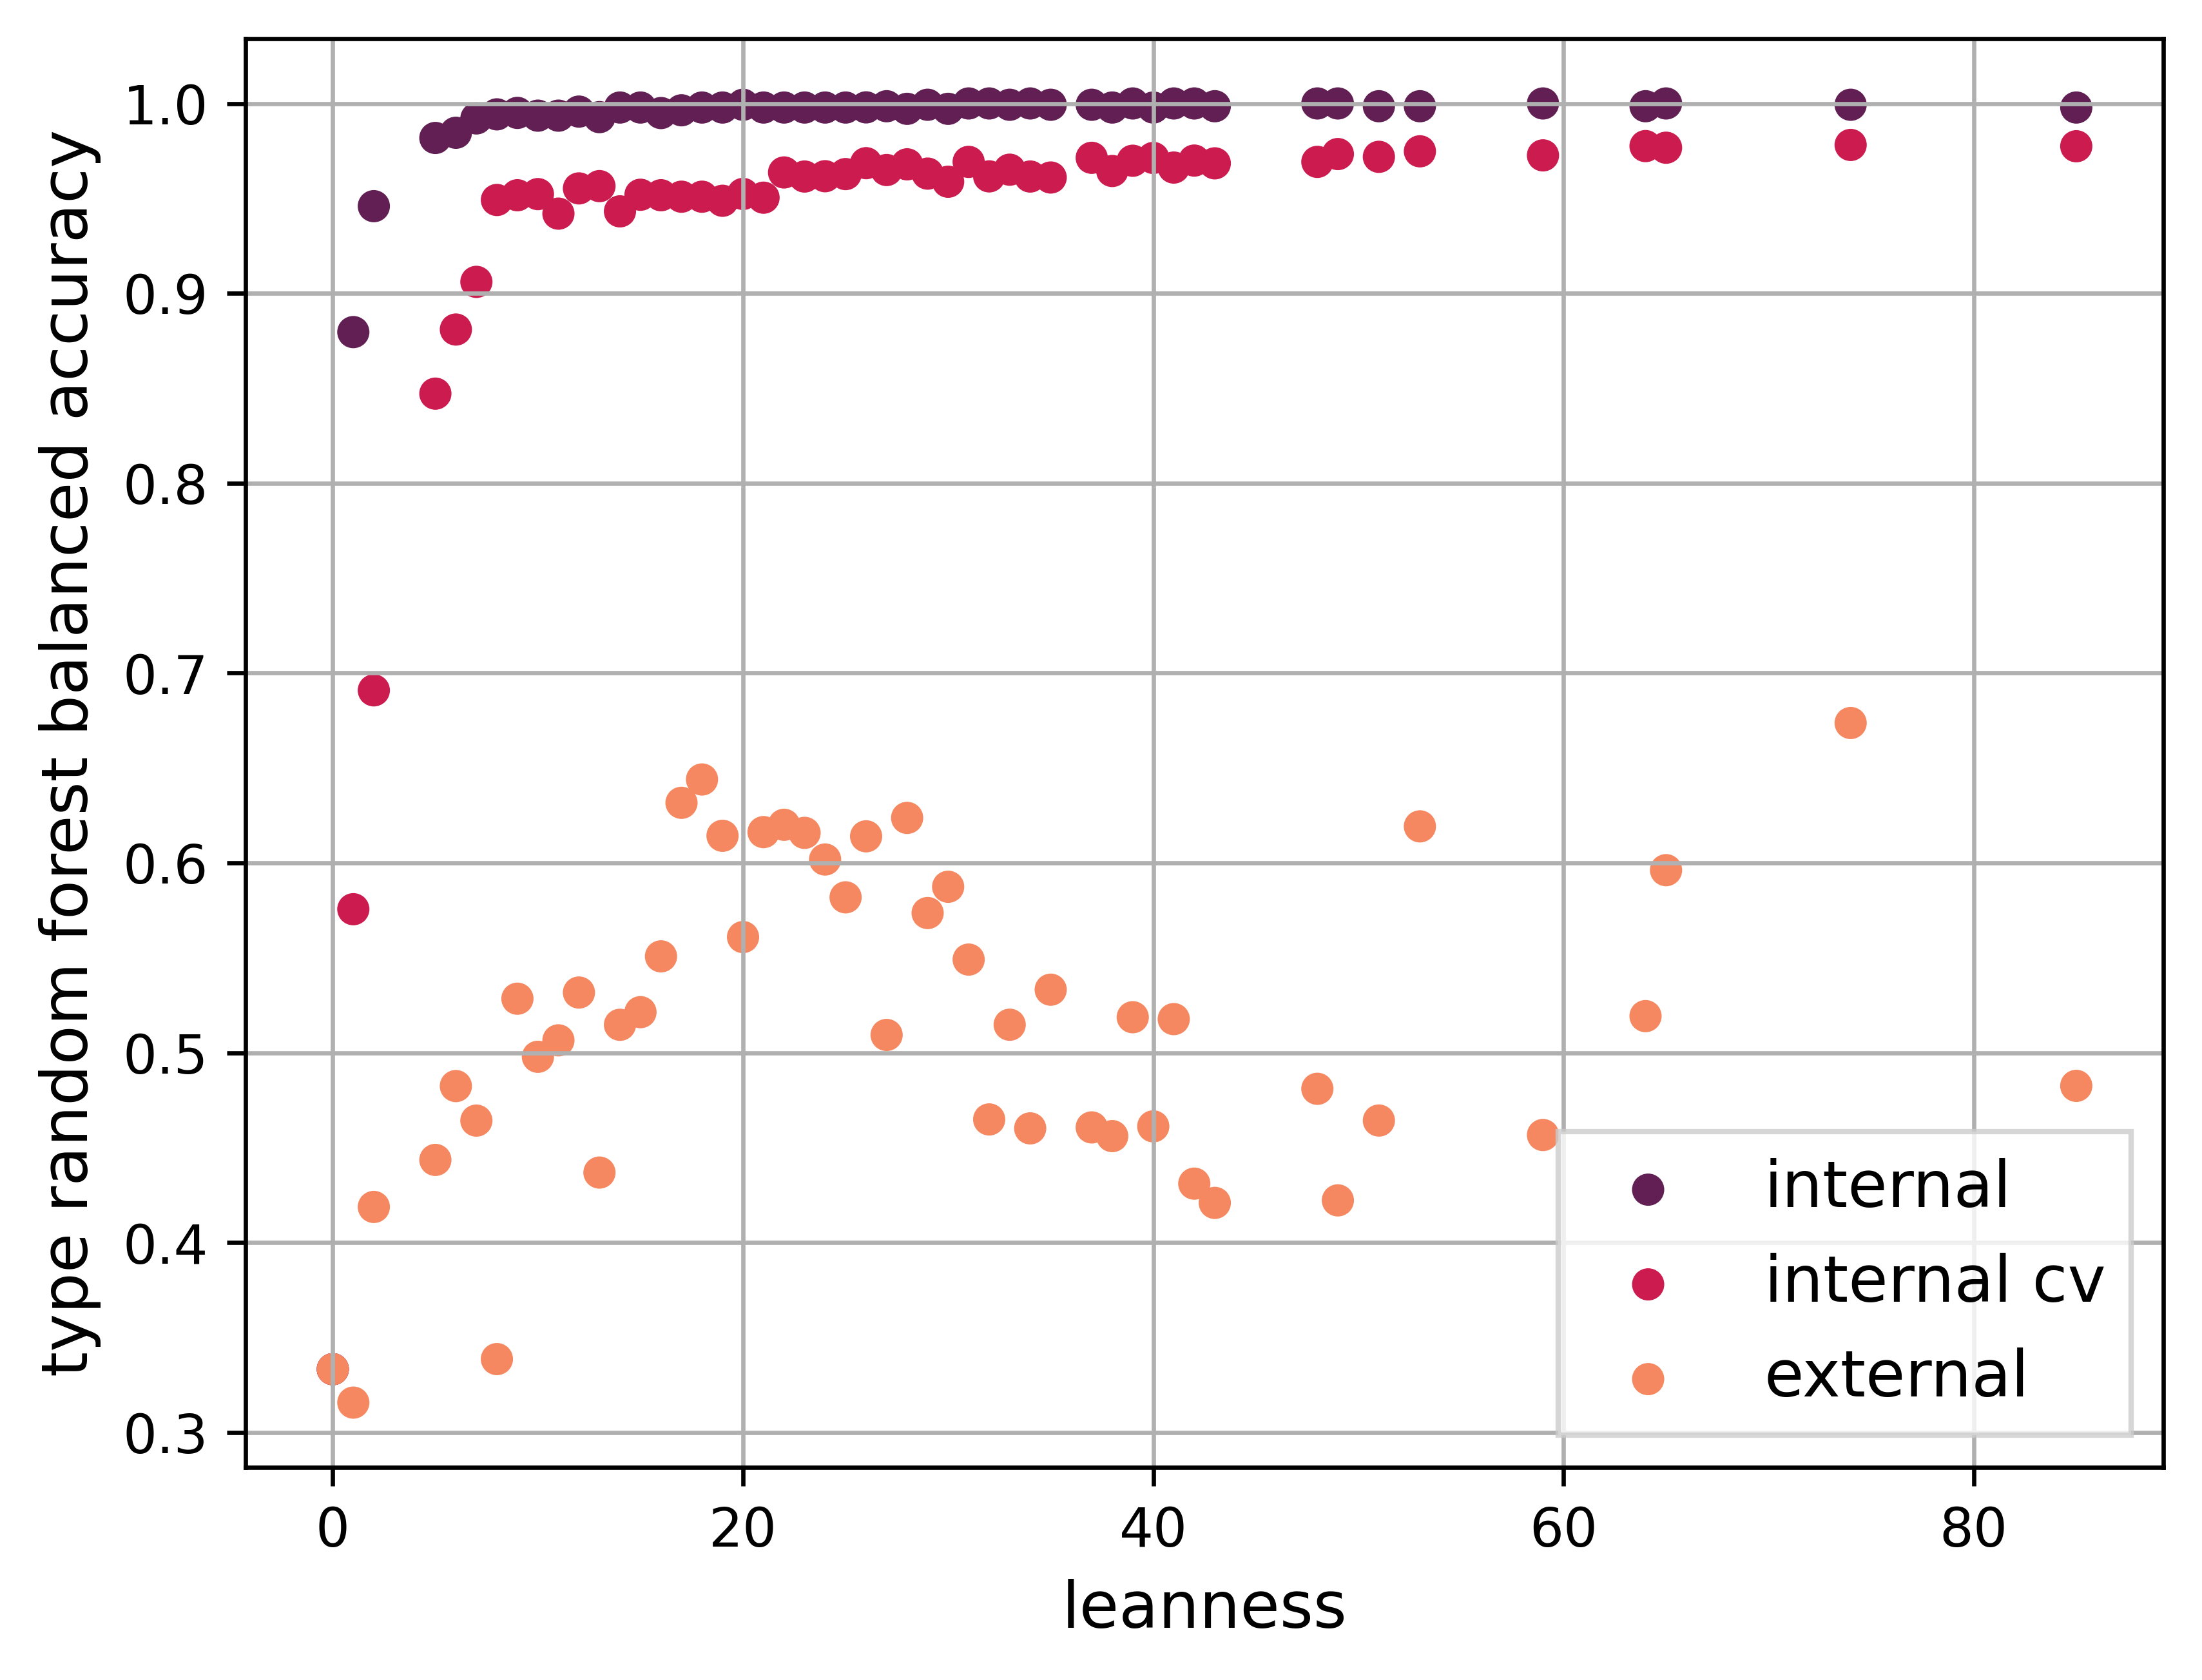 type random forest balanced accuracy
1.0
0.9
0.8
0.7
0.6
0.5
0.4
0.3
0 20 40 60 80
leanness
internal
internal cv
external